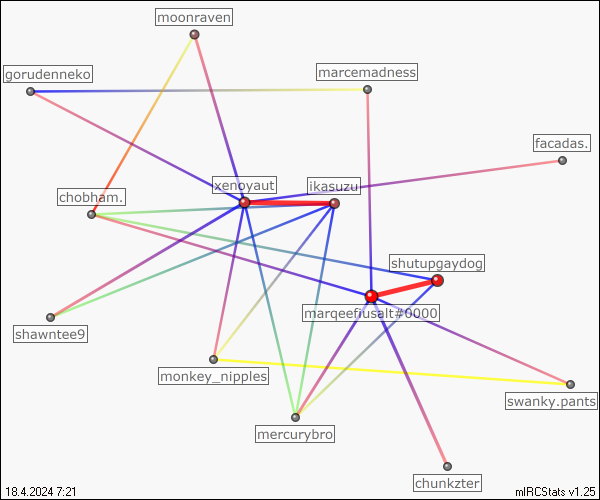 moonraven
gorudenneko
marcemadness
facadas.
xenoyaut
ikasuzu
chobham.
shutupgaydog
marqeefiusalt#0000
shawntee9
monkey_nipples
swanky.pants
mercurybro
chunkzter
18.4.2024 7:21
mIRCStats v1.25